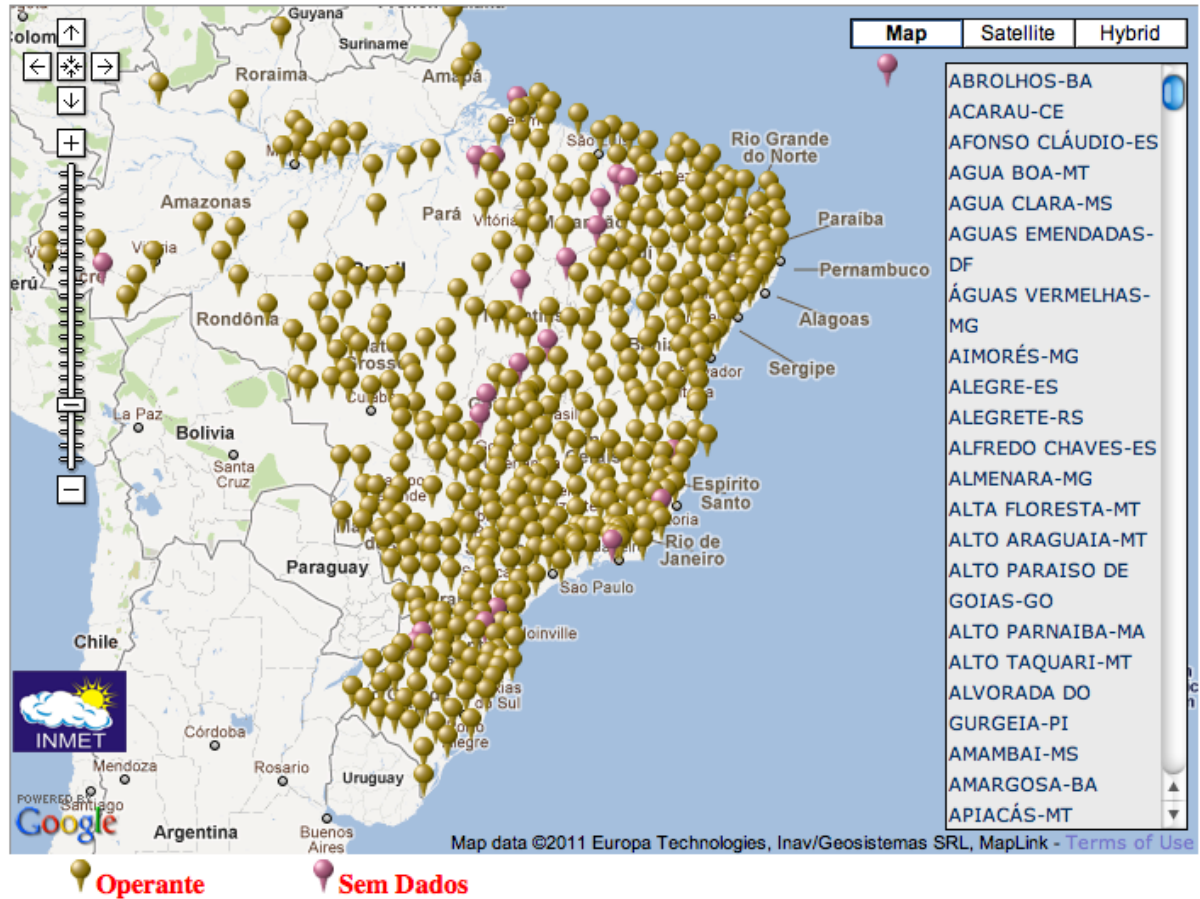 Guyana
Suriname
Roraima
Amapá
Map
Satellite
Hybrid
Rio Grande
do Norte
Amazonas
Pará
Paraíba
Pernambuco
Alagoas
Sergipe
Rondônia
La Paz
Bolivia
Santa
Cruz
Espírito
Santo
Rio de
Janeiro
Sao Paulo
Paraguay
Chile
Córdoba
Mendoza
Rosario
Uruguay
Santiago
Argentina
Buenos
Aires
INMET
POWERED BY
Google
ABROLHOS-BA
ACARAU-CE
AFONSO CLÁUDIO-ES
AGUA BOA-MT
AGUA CLARA-MS
AGUAS EMENDADAS-
DF
ÁGUAS VERMELHAS-
MG
AIMORÉS-MG
ALEGRE-ES
ALEGRETE-RS
ALFREDO CHAVES-ES
ALMENARA-MG
ALTA FLORESTA-MT
ALTO ARAGUAIA-MT
ALTO PARAISO DE
GOIAS-GO
ALTO PARNAIBA-MA
ALTO TAQUARI-MT
ALVORADA DO
GURGEIA-PI
AMAMBAI-MS
AMARGOSA-BA
APIACÁS-MT
Map data ©2011 Europa Technologies, Inav/Geosistemas SRL, MapLink - Terms of Use
Operante
Sem Dados